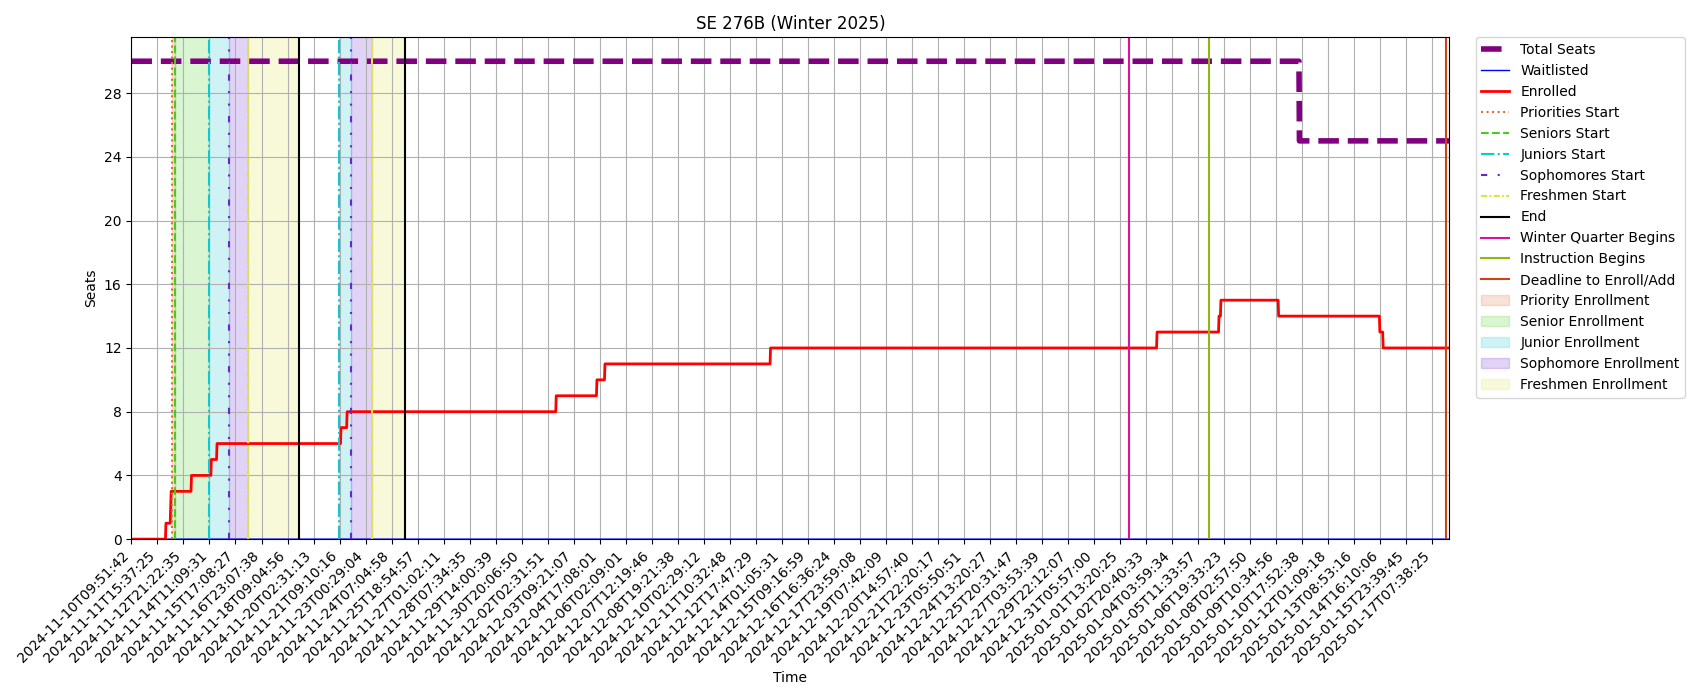 SE 276B (Winter 2025)
Seats
28
24
20
16
12
8
4
0
2024-11-10T09:51:42
2024-11-11T15:37:25
2024-11-12T21:22:35
2024-11-14T11:09:31
2024-11-15T17:08:27
2024-11-16T23:07:38
2024-11-18T09:04:56
2024-11-20T02:31:13
2024-11-21T09:10:16
2024-11-23T00:29:04
2024-11-24T07:04:58
2024-11-25T18:54:57
2024-11-27T01:02:11
2024-11-28T07:34:35
2024-11-29T14:00:39
2024-11-30T20:06:50
2024-12-02T02:31:51
2024-12-03T09:21:07
2024-12-04T17:08:01
2024-12-06T02:09:01
2024-12-07T12:19:46
2024-12-08T19:21:38
2024-12-10T02:29:12
2024-12-11T10:32:48
2024-12-12T17:47:29
2024-12-14T01:05:31
2024-12-15T09:16:59
2024-12-16T16:36:24
2024-12-17T23:59:08
2024-12-19T07:42:09
2024-12-20T14:57:40
2024-12-21T22:20:17
2024-12-23T05:50:51
2024-12-24T13:20:27
2024-12-25T20:31:47
2024-12-27T03:53:39
2024-12-29T22:12:07
2024-12-31T05:57:00
2025-01-01T13:20:25
2025-01-02T20:40:33
2025-01-04T03:59:34
2025-01-05T11:33:57
2025-01-06T19:33:23
2025-01-08T02:57:50
2025-01-09T10:34:56
2025-01-10T17:52:38
2025-01-12T01:09:18
2025-01-13T08:53:16
2025-01-14T16:10:06
2025-01-15T23:39:45
2025-01-17T07:38:25
Time
Total Seats
Waitlisted
Enrolled
Priorities Start
Seniors Start
Juniors Start
Sophomores Start
Freshmen Start
End
Winter Quarter Begins
Instruction Begins
Deadline to Enroll/Add
Priority Enrollment
Senior Enrollment
Junior Enrollment
Sophomore Enrollment
Freshmen Enrollment